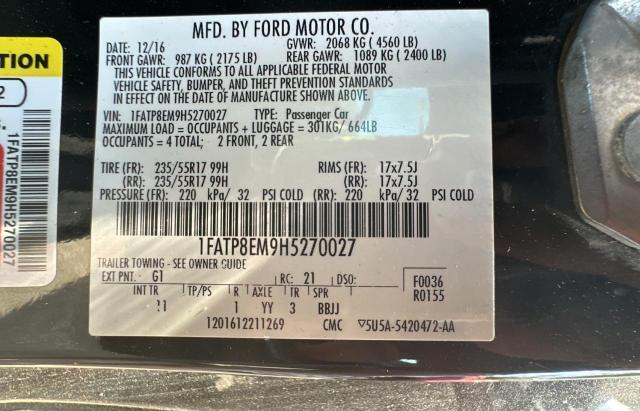 MFD. BY FORD MOTOR CO.
DATE: 12/16 GVWR: 2068 KG ( 4560 LB)
FRONT GAWR: 987 KG ( 2175 LB) REAR GAWR: 1089 KG ( 2400 LB)
THIS VEHICLE CONFORMS TO ALL APPLICABLE FEDERAL MOTOR
VEHICLE SAFETY, BUMPER, AND THEFT PREVENTION STANDARDS
IN EFFECT ON THE DATE OF MANUFACTURE SHOWN ABOVE.
VIN: 1FATP8EM9H5270027 TYPE: Passenger Car
MAXIMUM LOAD = OCCUPANTS + LUGGAGE = 301KG/ 664LB
OCCUPANTS = 4 TOTAL; 2 FRONT, 2 REAR
TIRE (FR): 235/55R17 99H RIMS (FR): 17x7.5J
(RR): 235/55R17 99H (RR): 17x7.5J
PRESSURE (FR): 220 kPa/ 32 PSI COLD (RR): 220 kPa/ 32 PSI COLD
1FATP8EM9H5270027
TRAILER TOWING - SEE OWNER GUIDE
EXT PNT: G1 RC: 21 DSO: F0036
R0155
INT TR TP/PS R AXLE TR SPR
1 YY 3 BBJJ
1201612211269 CMC ▽5U5A-5420472-AA
TION
2
1FATP8EM9H5270027